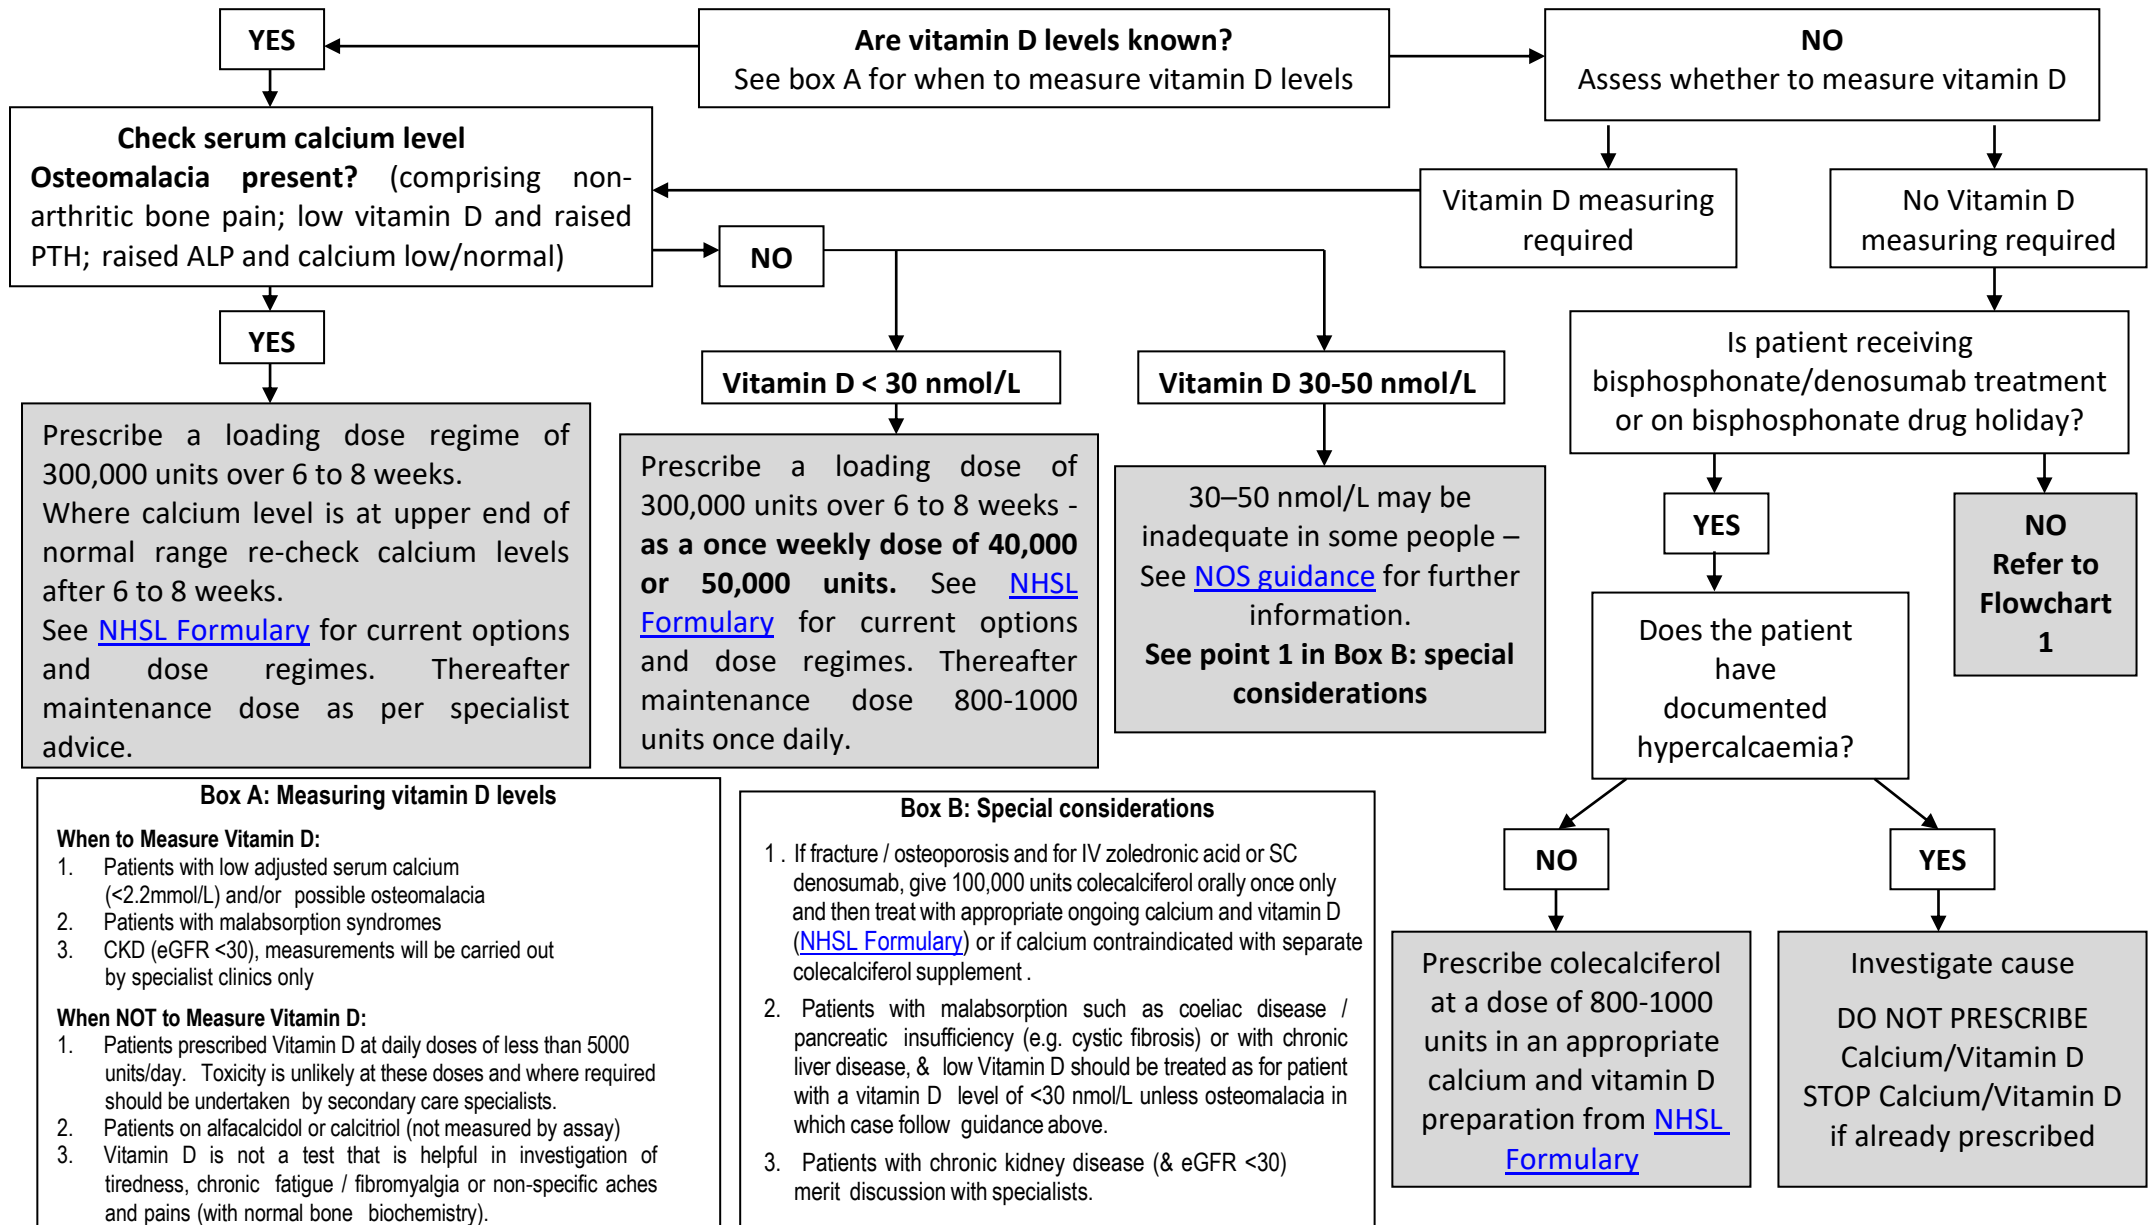 YES
Are vitamin D levels known?
See box A for when to measure vitamin D levels
NO
Assess whether to measure vitamin D
Check serum calcium level
Osteomalacia present? (comprising non-
arthritic bone pain; low vitamin D and raised
PTH; raised ALP and calcium low/normal)
NO
Vitamin D measuring
required
No Vitamin D
measuring required
YES
Vitamin D < 30 nmol/L
Vitamin D 30-50 nmol/L
Is patient receiving
bisphosphonate/denosumab treatment
or on bisphosphonate drug holiday?
Prescribe a loading dose regime of
300,000 units over 6 to 8 weeks.
Where calcium level is at upper end of
normal range re-check calcium levels
after 6 to 8 weeks.
See NHSL Formulary for current options
and dose regimes. Thereafter
maintenance dose as per specialist
advice.
Prescribe a loading dose of
300,000 units over 6 to 8 weeks -
as a once weekly dose of 40,000
or 50,000 units. See NHSL
Formulary for current options
and dose regimes. Thereafter
maintenance dose 800-1000
units once daily.
30–50 nmol/L may be
inadequate in some people –
See NOS guidance for further
information.
See point 1 in Box B: special
considerations
YES
NO
Refer to
Flowchart
1
Does the patient
have
documented
hypercalcaemia?
NO
YES
Prescribe colecalciferol
at a dose of 800-1000
units in an appropriate
calcium and vitamin D
preparation from NHSL
Formulary
Investigate cause
DO NOT PRESCRIBE
Calcium/Vitamin D
STOP Calcium/Vitamin D
if already prescribed
Box A: Measuring vitamin D levels
When to Measure Vitamin D:
1. Patients with low adjusted serum calcium
(<2.2mmol/L) and/or possible osteomalacia
2. Patients with malabsorption syndromes
3. CKD (eGFR <30), measurements will be carried out
by specialist clinics only
When NOT to Measure Vitamin D:
1. Patients prescribed Vitamin D at daily doses of less than 5000
units/day. Toxicity is unlikely at these doses and where required
should be undertaken by secondary care specialists.
2. Patients on alfacalcidol or calcitriol (not measured by assay)
3. Vitamin D is not a test that is helpful in investigation of
tiredness, chronic fatigue / fibromyalgia or non-specific aches
and pains (with normal bone biochemistry).
Box B: Special considerations
1 . If fracture / osteoporosis and for IV zoledronic acid or SC
denosumab, give 100,000 units colecalciferol orally once only
and then treat with appropriate ongoing calcium and vitamin D
(NHSL Formulary) or if calcium contraindicated with separate
colecalciferol supplement .
2. Patients with malabsorption such as coeliac disease /
pancreatic insufficiency (e.g. cystic fibrosis) or with chronic
liver disease, & low Vitamin D should be treated as for patient
with a vitamin D level of <30 nmol/L unless osteomalacia in
which case follow guidance above.
3. Patients with chronic kidney disease (& eGFR <30)
merit discussion with specialists.